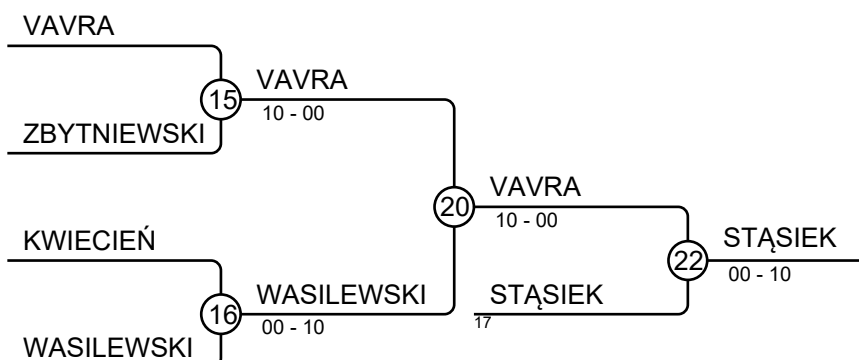 VAVRA
15
VAVRA
10 - 00
ZBYTNIEWSKI
20
VAVRA
10 - 00
KWIECIEŃ
22
STĄSIEK
00 - 10
16
WASILEWSKI
00 - 10
STĄSIEK
17
WASILEWSKI